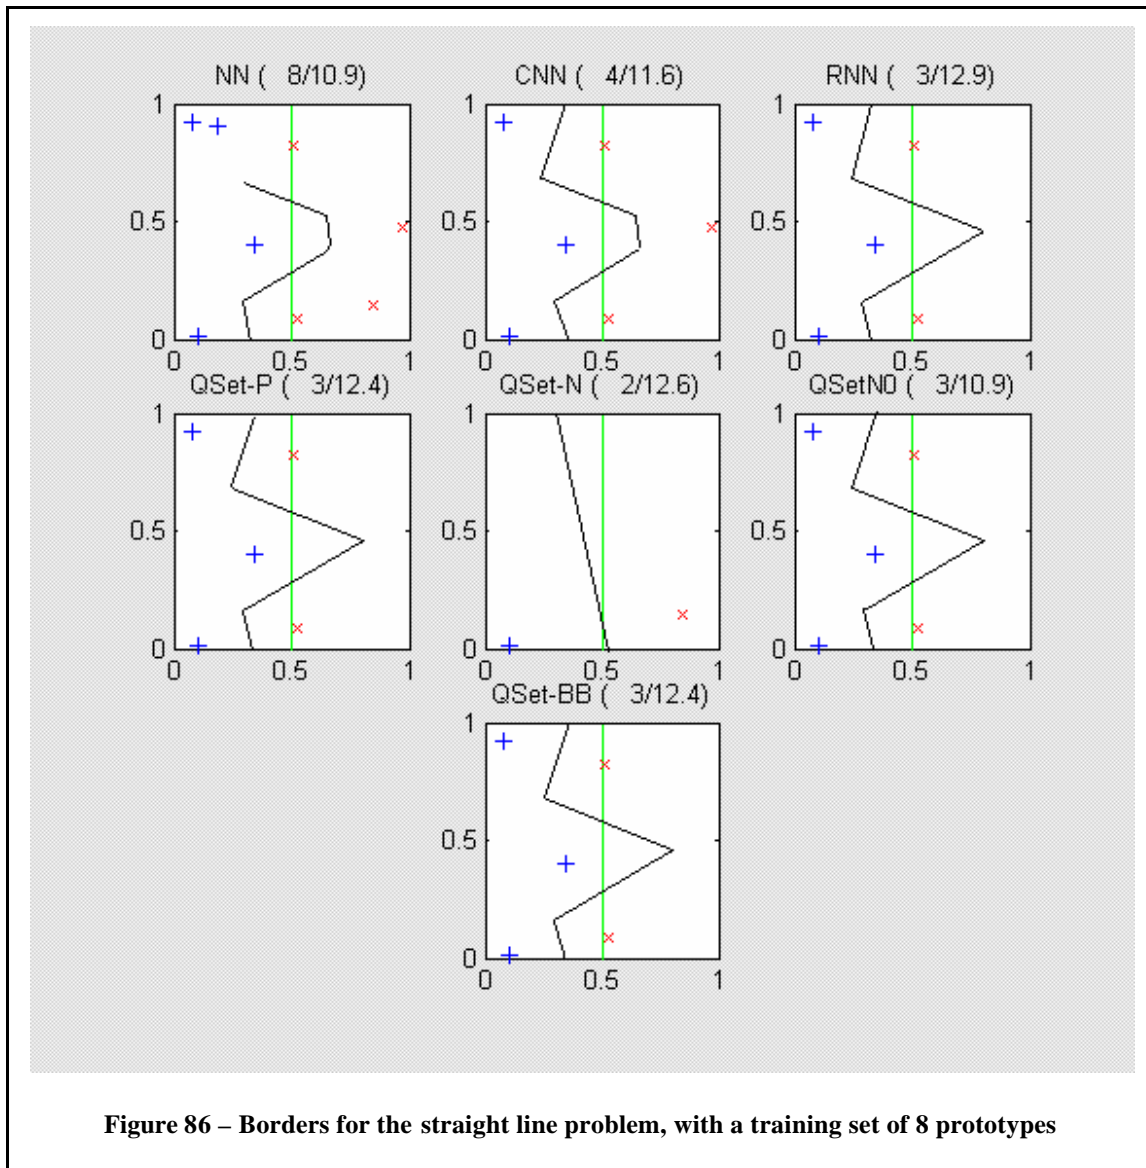 NN ( 8/10.9)
CNN ( 4/11.6)
RNN ( 3/12.9)
1
0.5
0
0 0.5 1
1
0.5
0
0 0.5 1
1
0.5
0
0 0.5 1
QSet-P ( 3/12.4)
QSet-N ( 2/12.6)
QSetN0 ( 3/10.9)
1
0.5
0
0 0.5 1
1
0.5
0
0 0.5 1
1
0.5
0
0 0.5 1
QSet-BB ( 3/12.4)
1
0.5
0
0 0.5 1
Figure 86 – Borders for the straight line problem, with a training set of 8 prototypes